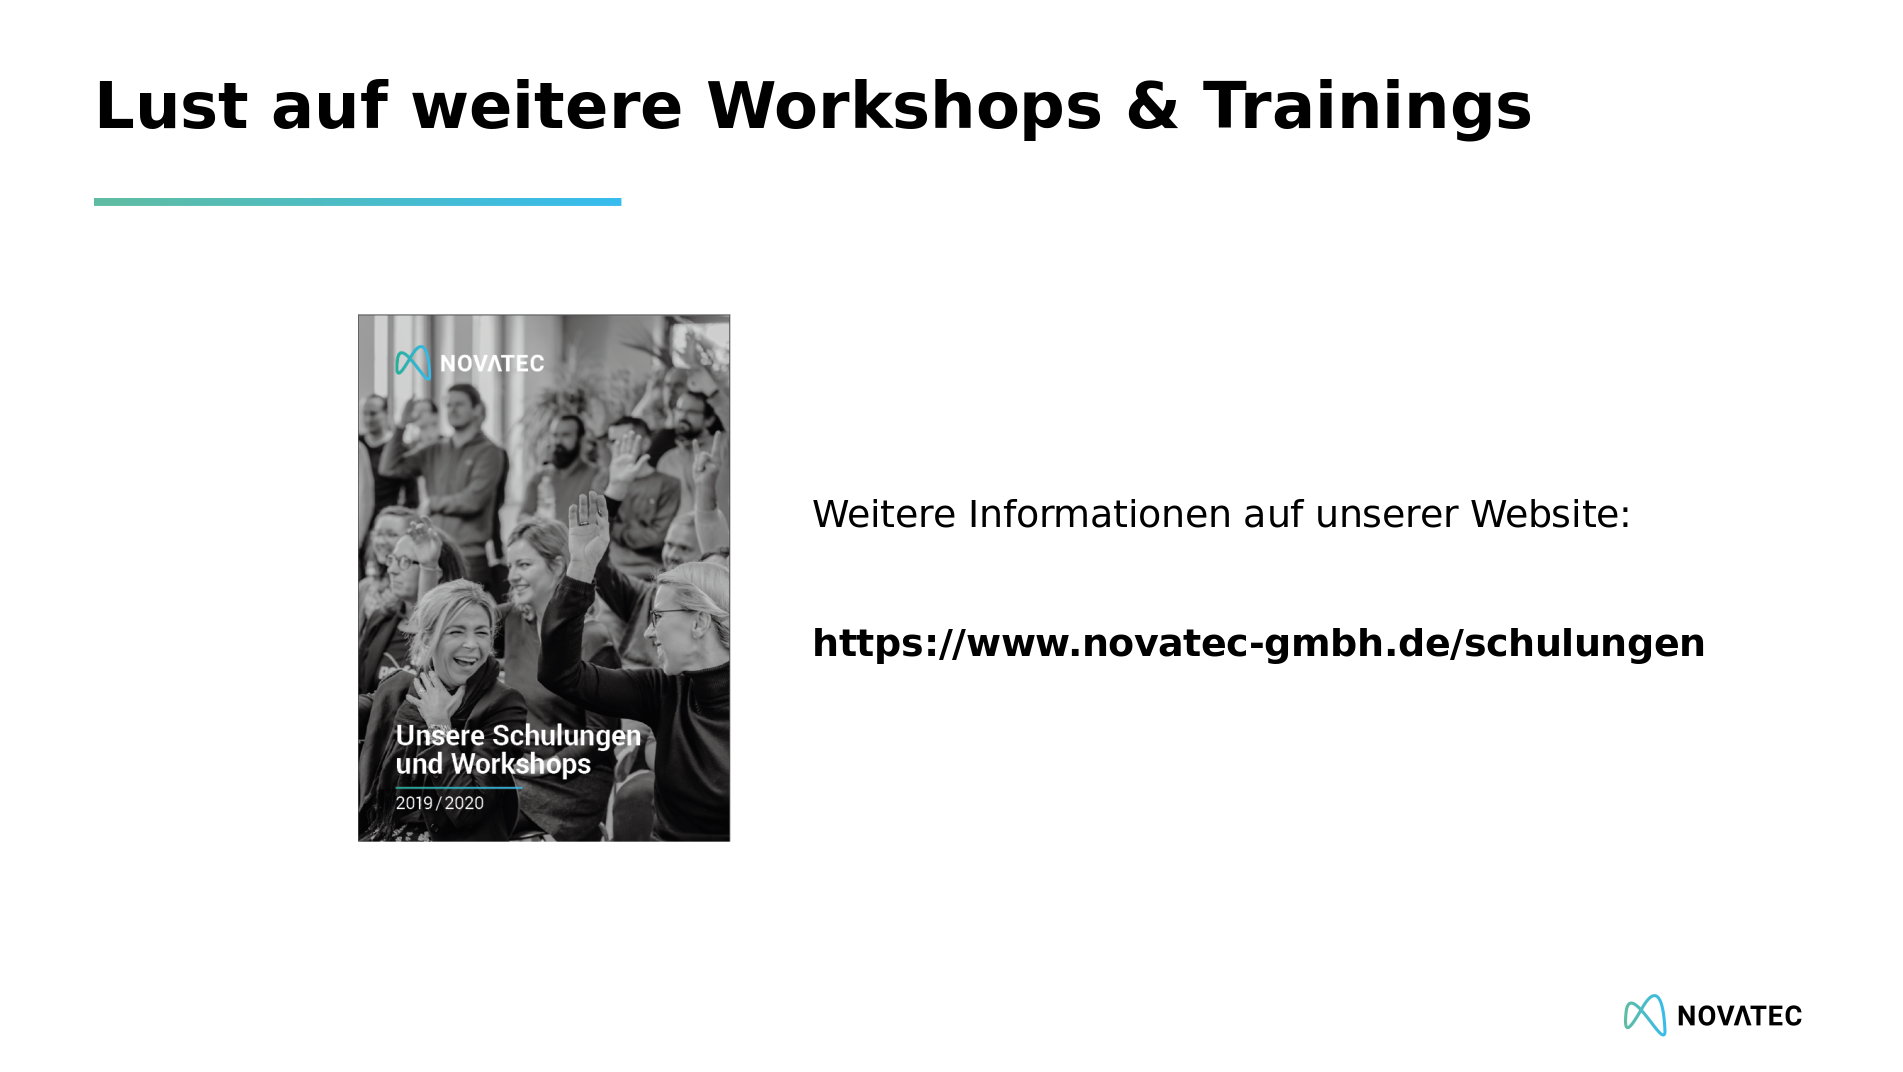 Lust auf weitere Workshops & Trainings
NOVATEC
Unsere Schulungen
und Workshops
2019/2020
Weitere Informationen auf unserer Website:
https://www.novatec-gmbh.de/schulungen
NOVATEC